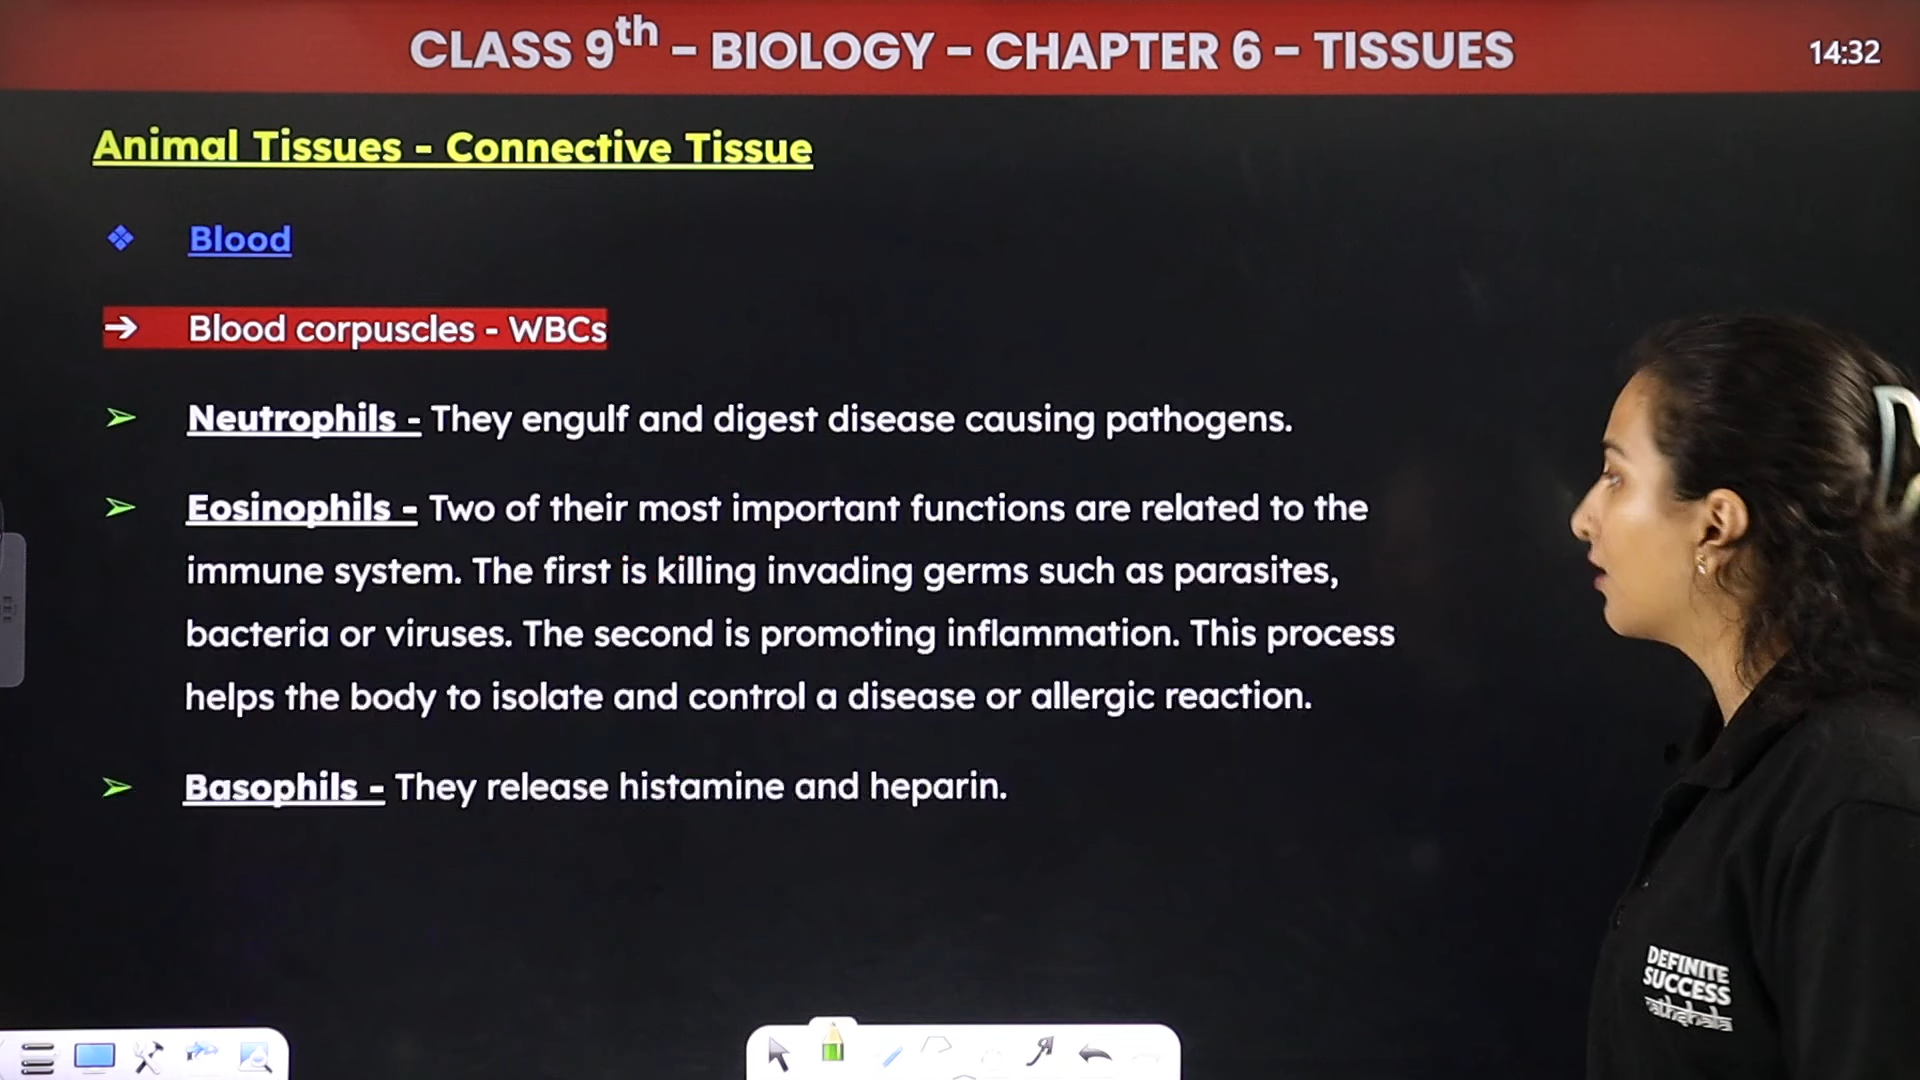 CLASS 9th – BIOLOGY – CHAPTER 6 – TISSUES
14:32
Animal Tissues - Connective Tissue
❖ Blood
→ Blood corpuscles - WBCs
➢ Neutrophils - They engulf and digest disease causing pathogens.
➢ Eosinophils - Two of their most important functions are related to the
immune system. The first is killing invading germs such as parasites,
bacteria or viruses. The second is promoting inflammation. This process
helps the body to isolate and control a disease or allergic reaction.
➢ Basophils - They release histamine and heparin.
DEFINITE
SUCCESS